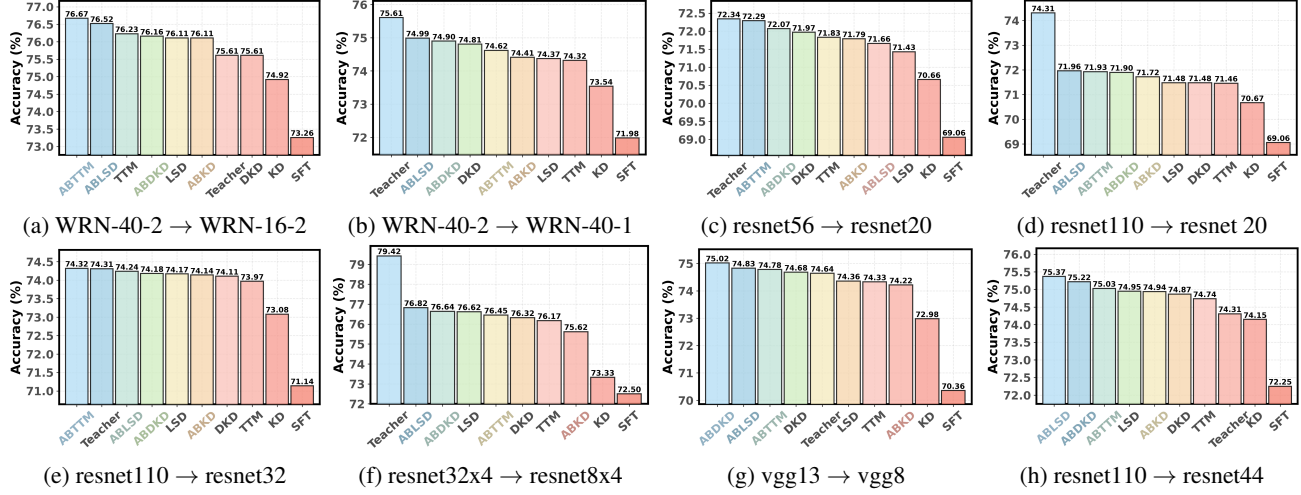 Accuracy (%)
77.0
76.5
76.0
75.5
75.0
74.5
74.0
73.5
73.0
76.67
76.52
76.23
76.16
76.11
76.11
75.61
75.61
74.92
73.26
ABTTM
ABLSD
TTM
ABDKD
LSD
ABKD
Teacher
DKD
KD
SFT
(a) WRN-40-2 → WRN-16-2
Accuracy (%)
76
75
74
73
72
75.61
74.99
74.90
74.81
74.62
74.41
74.37
74.32
73.54
71.98
Teacher
ABLSD
ABDKD
DKD
ABTTM
ABKD
LSD
TTM
KD
SFT
(b) WRN-40-2 → WRN-40-1
Accuracy (%)
72.5
72.0
71.5
71.0
70.5
70.0
69.5
69.0
72.34
72.29
72.07
71.97
71.83
71.79
71.66
71.43
70.66
69.06
Teacher
ABTTM
ABDKD
DKD
TTM
ABKD
ABLSD
LSD
KD
SFT
(c) resnet56 → resnet20
Accuracy (%)
74
73
72
71
70
69
74.31
71.96
71.93
71.90
71.72
71.48
71.48
71.46
70.67
69.06
Teacher
ABLSD
ABTTM
ABDKD
ABKD
LSD
DKD
TTM
KD
SFT
(d) resnet110 → resnet 20
Accuracy (%)
74.5
74.0
73.5
73.0
72.5
72.0
71.5
71.0
74.32
74.31
74.24
74.18
74.17
74.14
74.11
73.97
73.08
71.14
ABTTM
Teacher
ABLSD
ABDKD
LSD
ABKD
DKD
TTM
KD
SFT
(e) resnet110 → resnet32
Accuracy (%)
79
78
77
76
75
74
73
72
79.42
76.82
76.64
76.62
76.45
76.32
76.17
75.62
73.33
72.50
Teacher
ABLSD
ABDKD
LSD
ABTTM
DKD
TTM
ABKD
KD
SFT
(f) resnet32x4 → resnet8x4
Accuracy (%)
75
74
73
72
71
70
75.02
74.83
74.78
74.68
74.64
74.36
74.33
74.22
72.98
70.36
ABDKD
ABLSD
ABTTM
DKD
Teacher
LSD
TTM
ABKD
KD
SFT
(g) vgg13 → vgg8
Accuracy (%)
75.5
75.0
74.5
74.0
73.5
73.0
72.5
72.0
75.37
75.22
75.03
74.95
74.94
74.87
74.74
74.31
74.15
72.25
ABLSD
ABDKD
ABTTM
LSD
ABKD
DKD
TTM
Teacher
KD
SFT
(h) resnet110 → resnet44